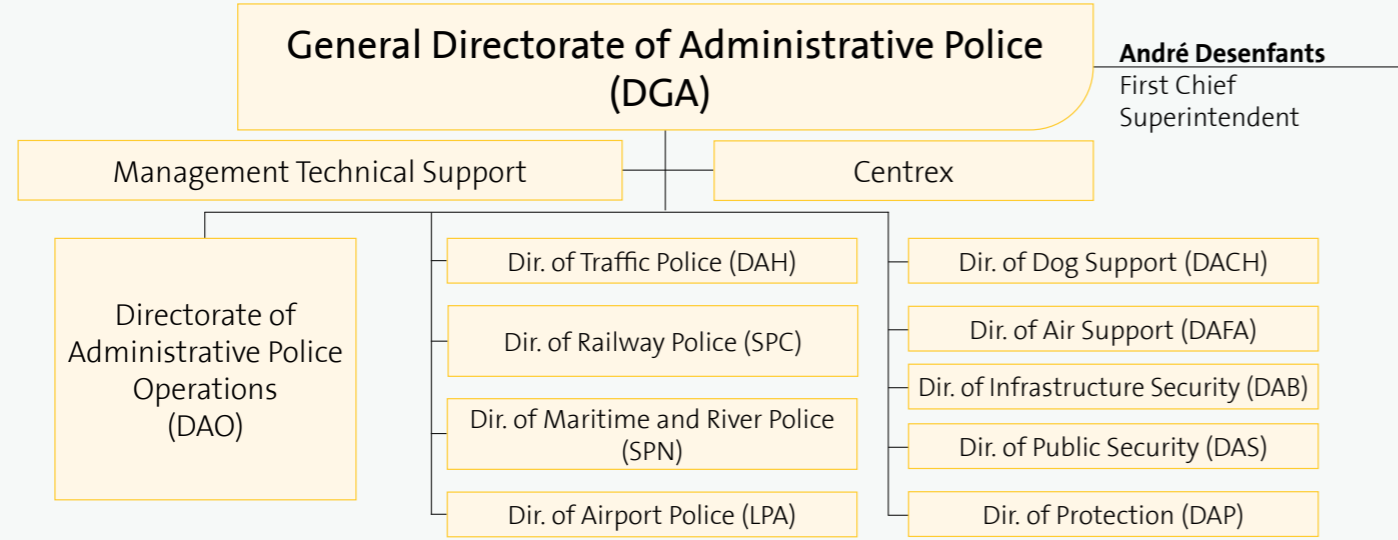 General Directorate of Administrative Police
(DGA)
André Desenfants
First Chief
Superintendent
Management Technical Support
Centrex
Directorate of
Administrative Police
Operations
(DAO)
Dir. of Traffic Police (DAH)
Dir. of Railway Police (SPC)
Dir. of Maritime and River Police
(SPN)
Dir. of Airport Police (LPA)
Dir. of Dog Support (DACH)
Dir. of Air Support (DAFA)
Dir. of Infrastructure Security (DAB)
Dir. of Public Security (DAS)
Dir. of Protection (DAP)